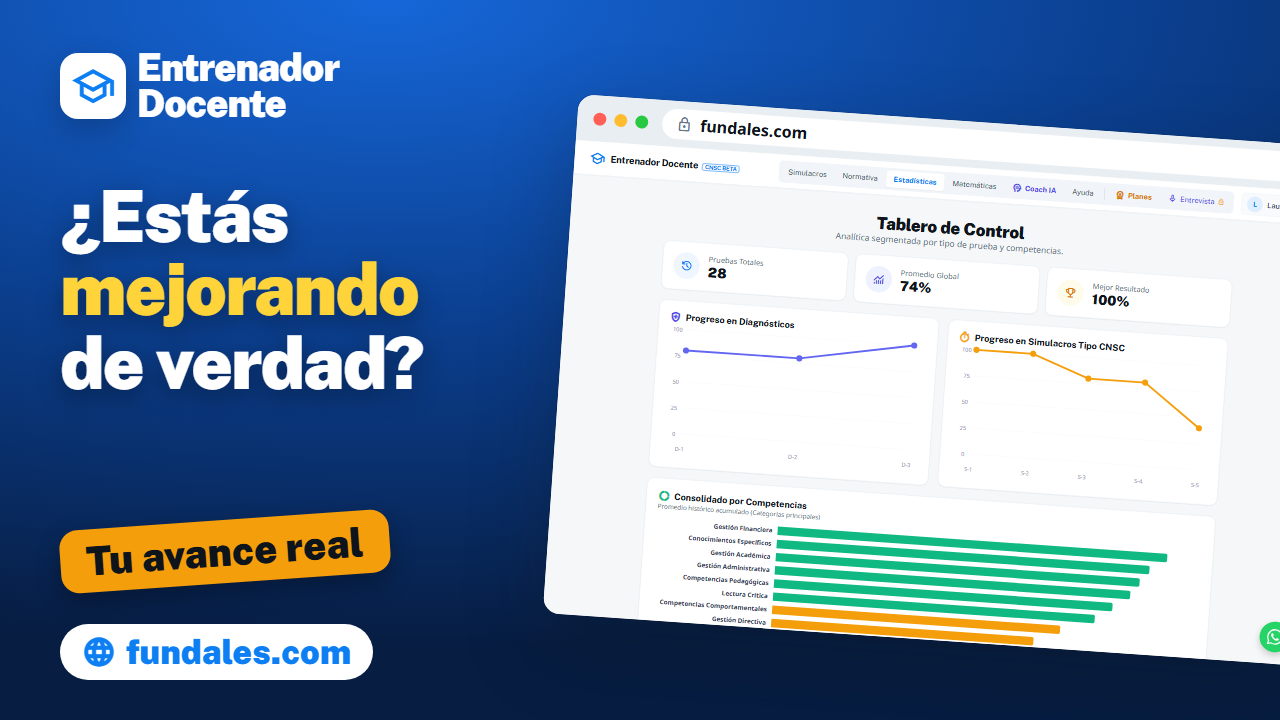 Entrenador
Docente
¿Estás
mejorando
de verdad?
Tu avance real
fundales.com
fundales.com
Entrenador Docente CNSC BETA
Simulacros Normativa Estadísticas Matemáticas Coach IA Ayuda Planes Entrevista L Lau
Tablero de Control
Analítica segmentada por tipo de prueba y competencias.
Pruebas Totales
28
Promedio Global
74%
Mejor Resultado
100%
Progreso en Diagnósticos
100
75
50
25
0
D-1 D-2 D-3
Progreso en Simulacros Tipo CNSC
100
75
50
25
0
S-1 S-2 S-3 S-4 S-5
Consolidado por Competencias
Promedio histórico acumulado (Categorías principales)
Gestión Financiera
Conocimientos Específicos
Gestión Académica
Gestión Administrativa
Competencias Pedagógicas
Lectura Crítica
Competencias Comportamentales
Gestión Directiva